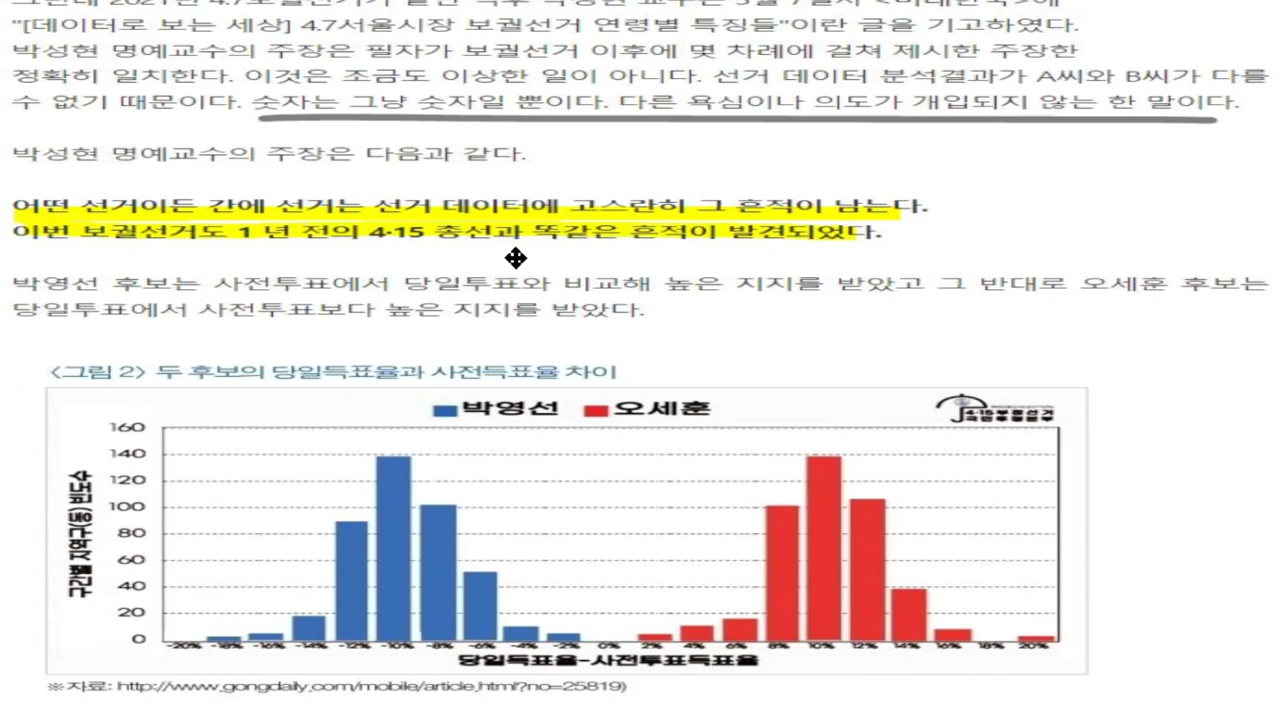 "[데이터로 보는 세상] 4.7서울시장 보궐선거 연령별 특징들"이란 글을 기고하였다.
박성현 명예교수의 주장은 필자가 보궐선거 이후에 몇 차례에 걸쳐 제시한 주장한
정확히 일치한다. 이것은 조금도 이상한 일이 아니다. 선거 데이터 분석결과가 A씨와 B씨가 다를
수 없기 때문이다. 숫자는 그냥 숫자일 뿐이다. 다른 욕심이나 의도가 개입되지 않는 한 말이다.
박성현 명예교수의 주장은 다음과 같다.
어떤 선거이든 간에 선거는 선거 데이터에 고스란히 그 흔적이 남는다.
이번 보궐선거도 1 년 전의 4·15 총선과 똑같은 흔적이 발견되었다.
박영선 후보는 사전투표에서 당일투표와 비교해 높은 지지를 받았고 그 반대로 오세훈 후보는
당일투표에서 사전투표보다 높은 지지를 받았다.
<그림 2> 두 후보의 당일득표율과 사전득표율 차이
박영선 오세훈
160
140
120
100
80
60
40
20
0
구간별 지역구(동) 빈도수
-20% -18% -16% -14% -12% -10% -8% -6% -4% -2% 0% 2% 4% 6% 8% 10% 12% 14% 16% 18% 20%
당일득표율-사전투표득표율
※자료: http://www.gongdaily.com/mobile/article.html?no=25819)